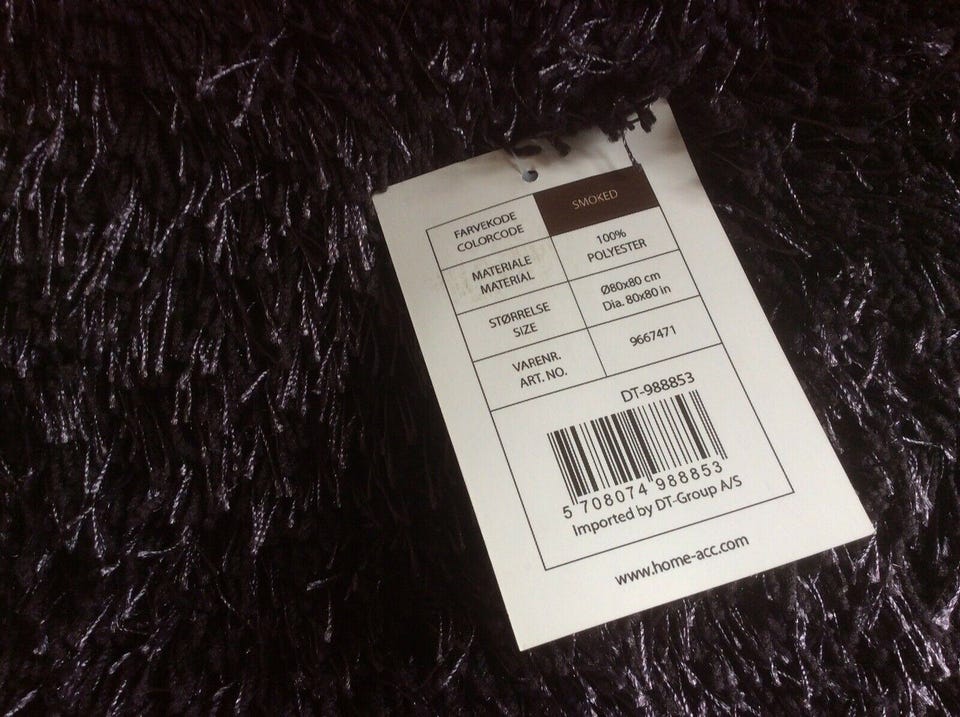 FARVEKODE
COLORCODE
SMOKED
MATERIALE
MATERIAL
100%
POLYESTER
STØRRELSE
SIZE
Ø80x80 cm
Dia. 80x80 in
VARENR.
ART. NO.
9667471
DT-988853
5 708074 988853
Imported by DT-Group A/S
www.home-acc.com